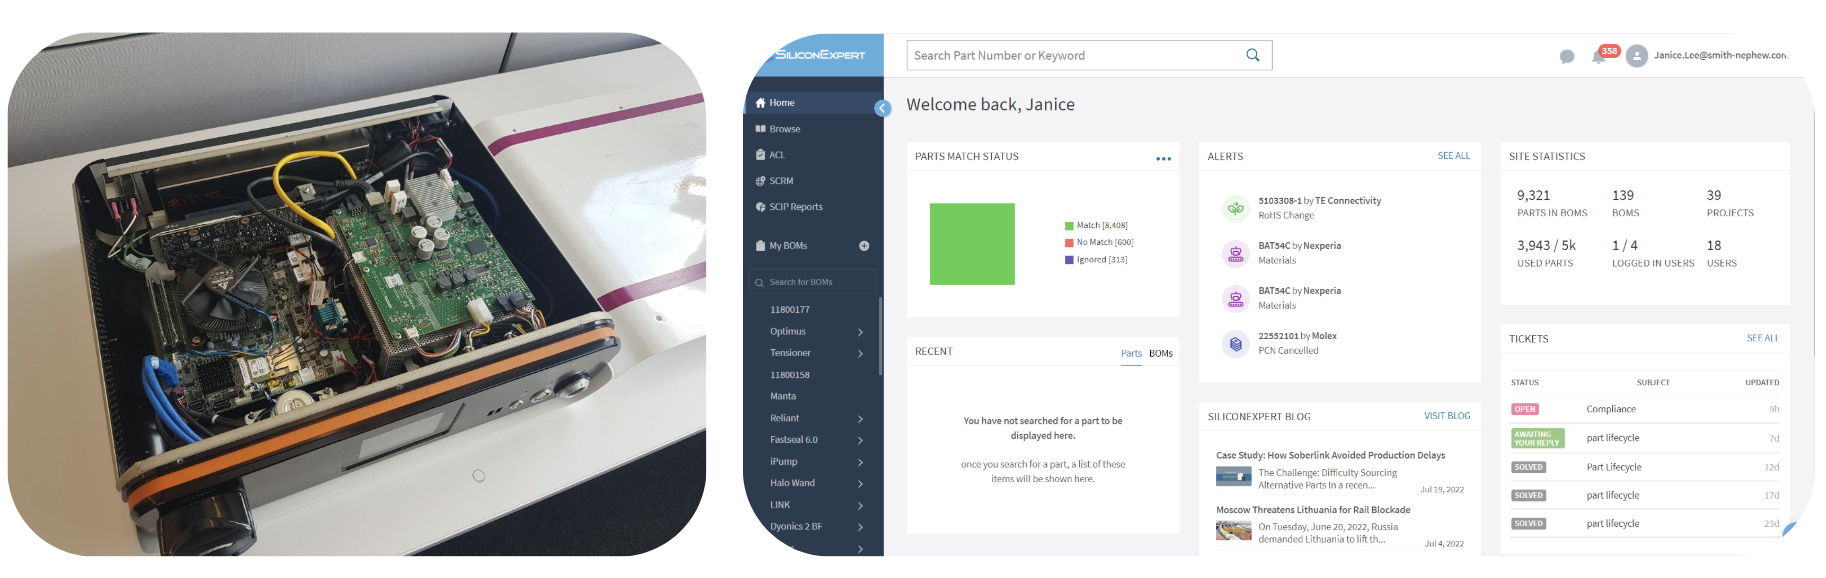 SILICONEXPERT
Search Part Number or Keyword
358
Janice.Lee@smith-nephew.con.
Home
Browse
ACL
SCRM
SCIP Reports
My BOMs
Search for BOMs
11800177
Optimus
Tensioner
11800158
Manta
Reliant
Fastseal 6.0
iPump
Halo Wand
LINK
Dyonics 2 BF
Welcome back, Janice
PARTS MATCH STATUS
Match [8,408]
No Match [600]
Ignored [313]
RECENT
Parts BOMs
You have not searched for a part to be
displayed here.
once you search for a part, a list of these
items will be shown here.
ALERTS SEE ALL
5103308-1 by TE Connectivity
RoHS Change
BAT54C by Nexperia
Materials
BAT54C by Nexperia
Materials
22552101 by Molex
PCN Cancelled
SILICONEXPERT BLOG VISIT BLOG
Case Study: How Soberlink Avoided Production Delays
The Challenge: Difficulty Sourcing
Alternative Parts In a recen...
Jul 19, 2022
Moscow Threatens Lithuania for Rail Blockade
On Tuesday, June 20, 2022, Russia
demanded Lithuania to lift th...
Jul 4, 2022
SITE STATISTICS
9,321 139 39
PARTS IN BOMS BOMS PROJECTS
3,943 / 5k 1 / 4 18
USED PARTS LOGGED IN USERS USERS
TICKETS SEE ALL
STATUS SUBJECT UPDATED
OPEN Compliance 9h
AWAITING
YOUR REPLY part lifecycle 7d
SOLVED Part Lifecycle 12d
SOLVED part lifecycle 17d
SOLVED part lifecycle 23d